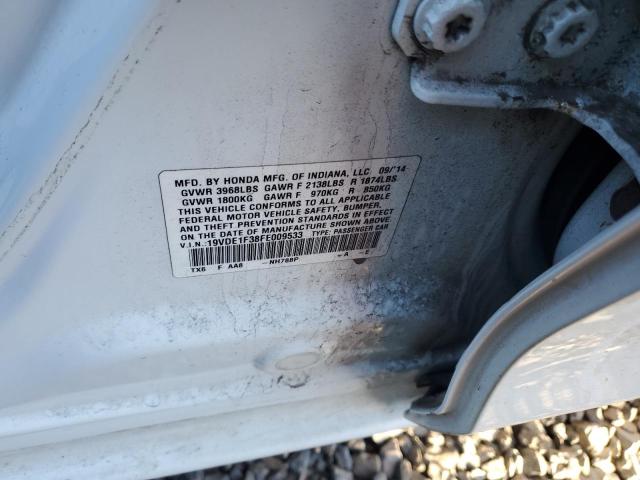 MFD. BY HONDA MFG. OF INDIANA, LLC 09/'14
GVWR 3968LBS GAWR F 2138LBS R 1874LBS
GVWR 1800KG GAWR F 970KG R 850KG
THIS VEHICLE CONFORMS TO ALL APPLICABLE
FEDERAL MOTOR VEHICLE SAFETY, BUMPER,
AND THEFT PREVENTION STANDARDS IN EFFECT
ON THE DATE OF MANUFACTURE SHOWN ABOVE.
V.I.N.: 19VDE1F38FE009533 TYPE: PASSENGER CAR
TX6 F AA8 -NH788P -A -E